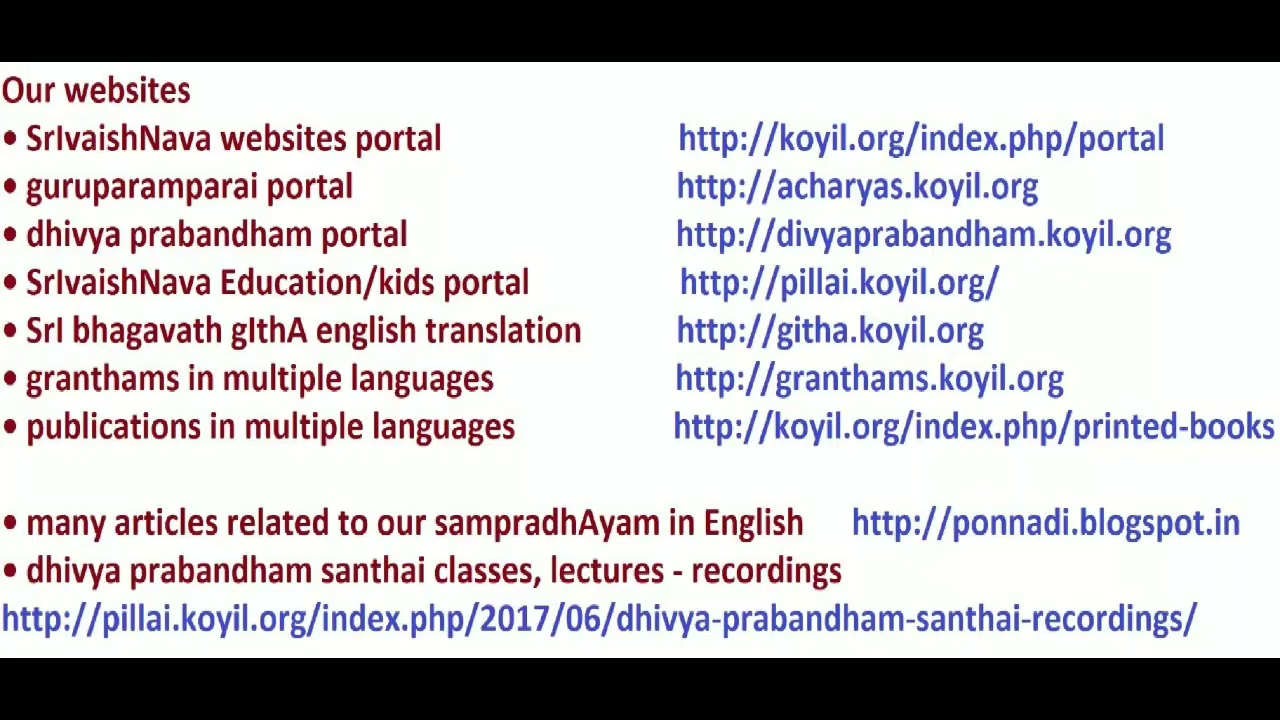 Our websites
• SrIvaishNava websites portal http://koyil.org/index.php/portal
• guruparamparai portal http://acharyas.koyil.org
• dhivya prabandham portal http://divyaprabandham.koyil.org
• SrIvaishNava Education/kids portal http://pillai.koyil.org/
• SrI bhagavath gIthA english translation http://githa.koyil.org
• granthams in multiple languages http://granthams.koyil.org
• publications in multiple languages http://koyil.org/index.php/printed-books
• many articles related to our sampradhAyam in English http://ponnadi.blogspot.in
• dhivya prabandham santhai classes, lectures - recordings
http://pillai.koyil.org/index.php/2017/06/dhivya-prabandham-santhai-recordings/